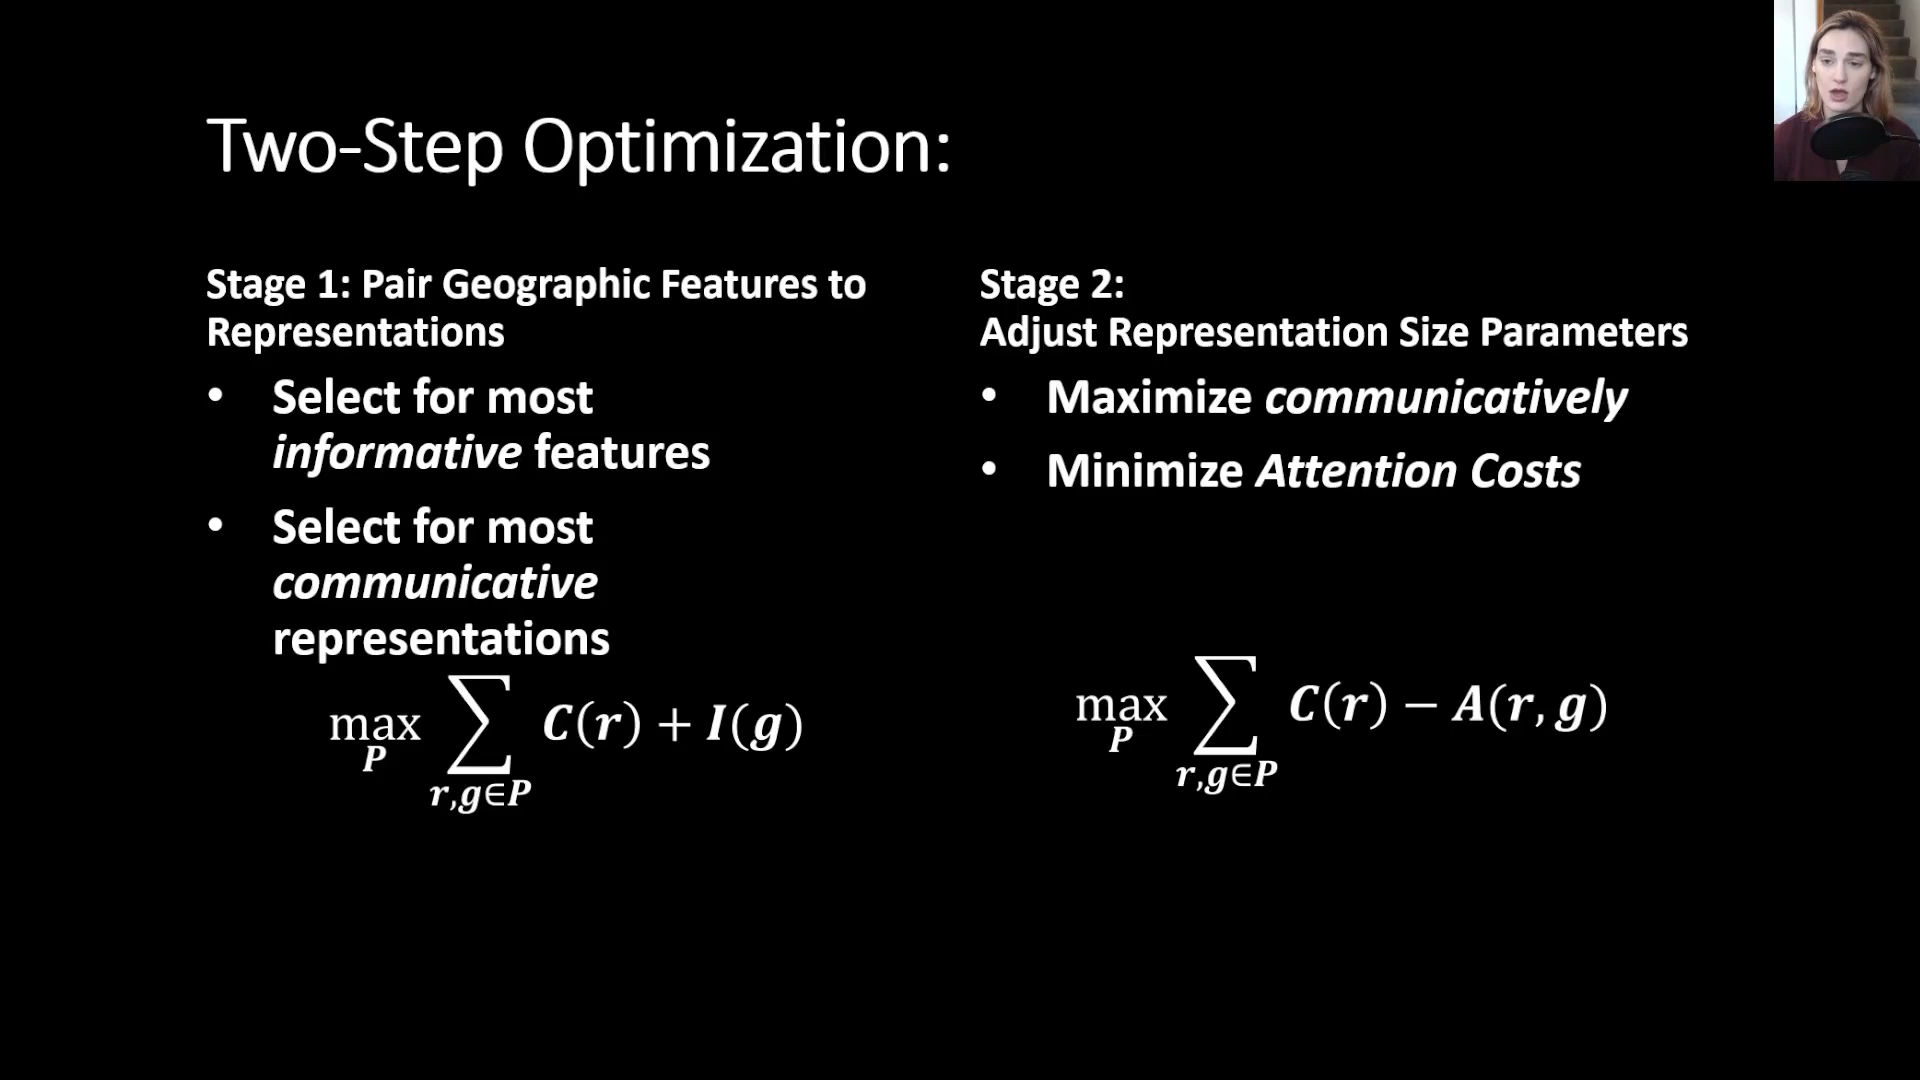 Two-Step Optimization:
Stage 1: Pair Geographic Features to
Representations
• Select for most
informative features
• Select for most
communicative
representations
max P ∑ r,g∈P C(r) + I(g)
Stage 2:
Adjust Representation Size Parameters
• Maximize communicatively
• Minimize Attention Costs
max P ∑ r,g∈P C(r) − A(r, g)